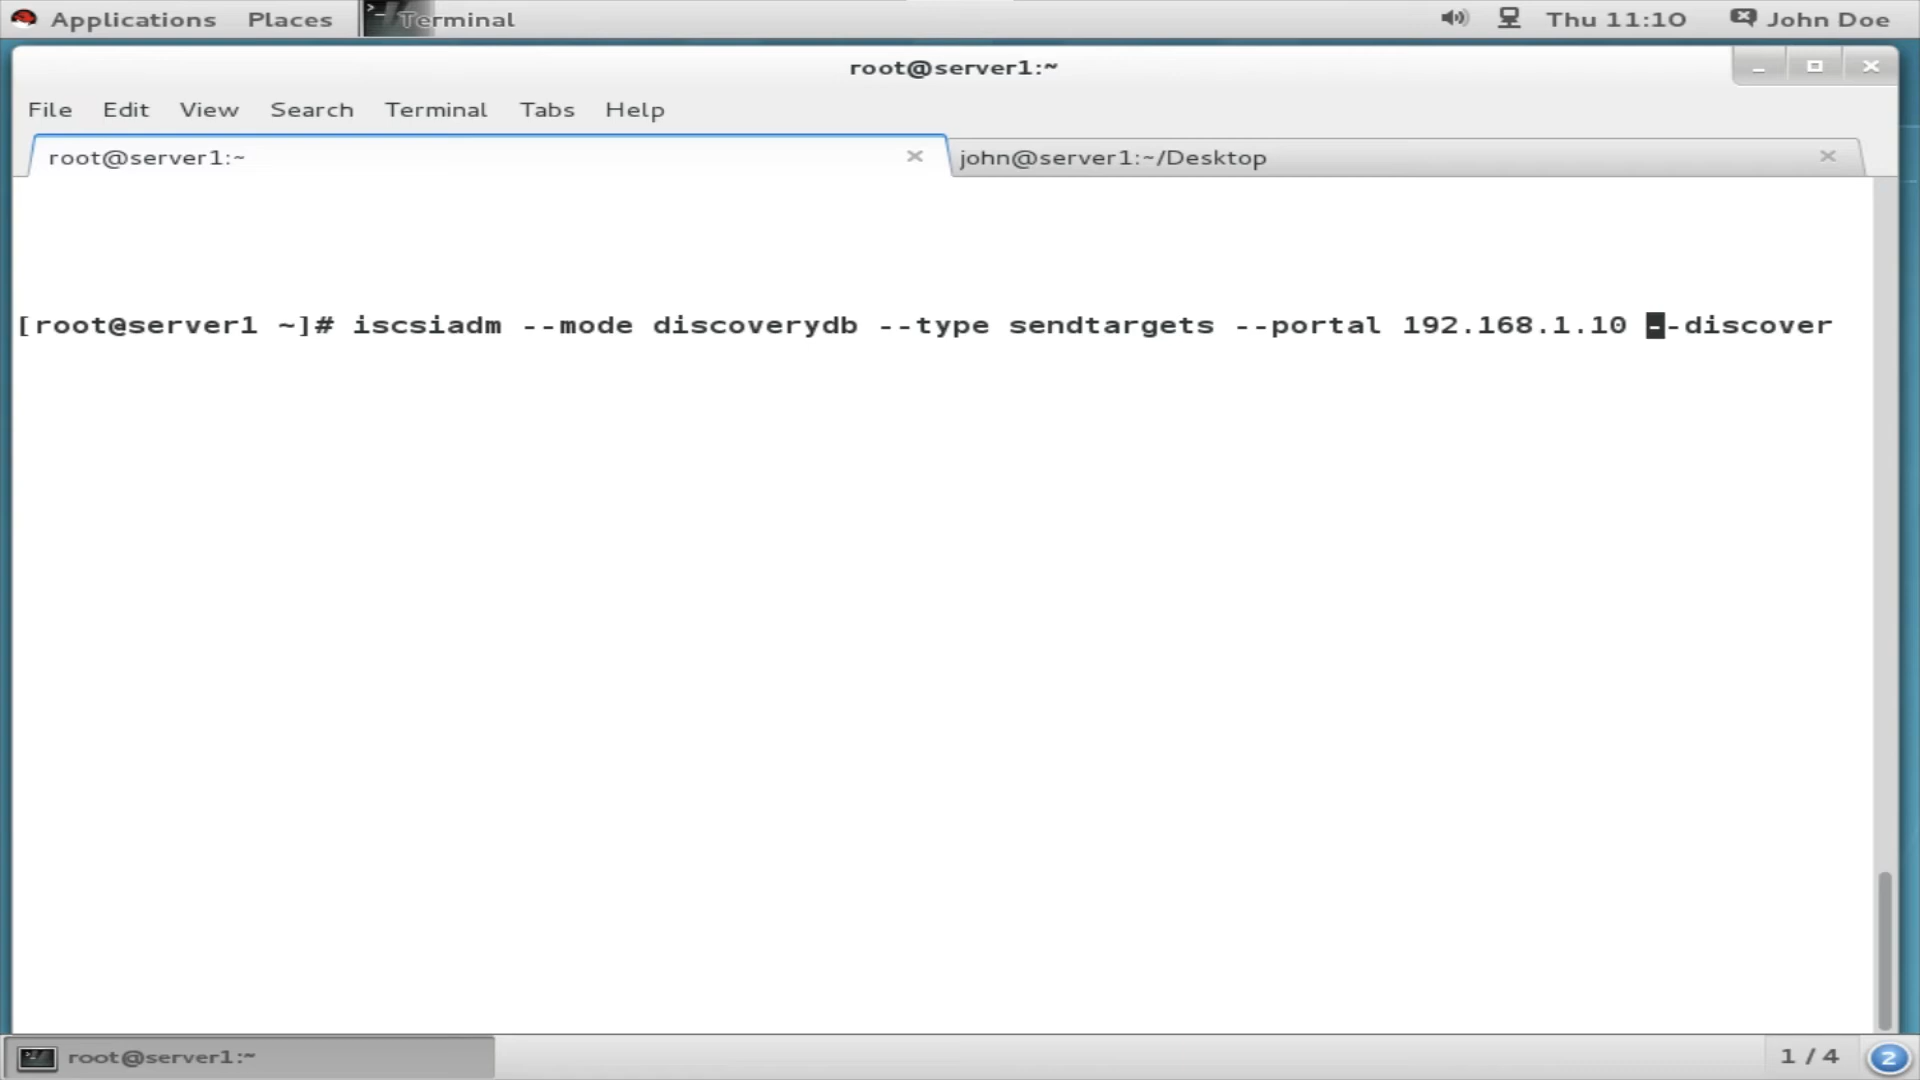 Applications Places Terminal Thu 11:10 John Doe
root@server1:~
File Edit View Search Terminal Tabs Help
root@server1:~ john@server1:~/Desktop
[root@server1 ~]# iscsiadm --mode discoverydb --type sendtargets --portal 192.168.1.10 --discover
root@server1:~ 1 / 4 2